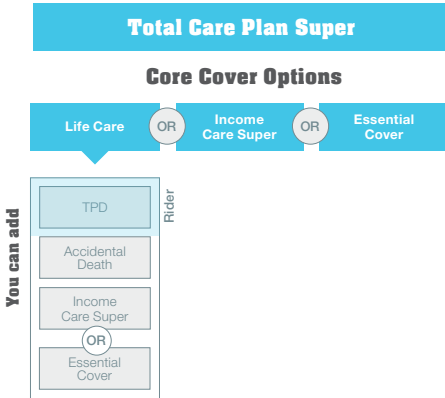 Total Care Plan Super
Core Cover Options
Life Care
OR
Income
Care Super
OR
Essential
Cover
You can add
TPD
Rider
Accidental
Death
Income
Care Super
OR
Essential
Cover